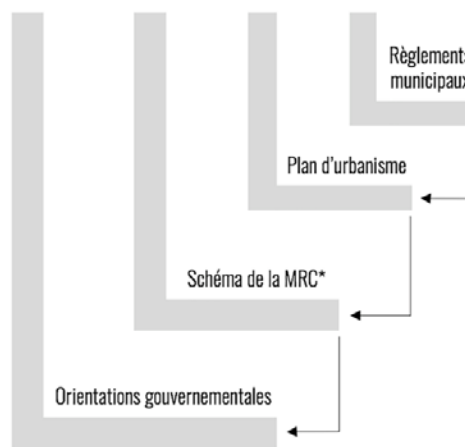 Règlements
municipaux
Plan d'urbanisme
Schéma de la MRC*
Orientations gouvernementales